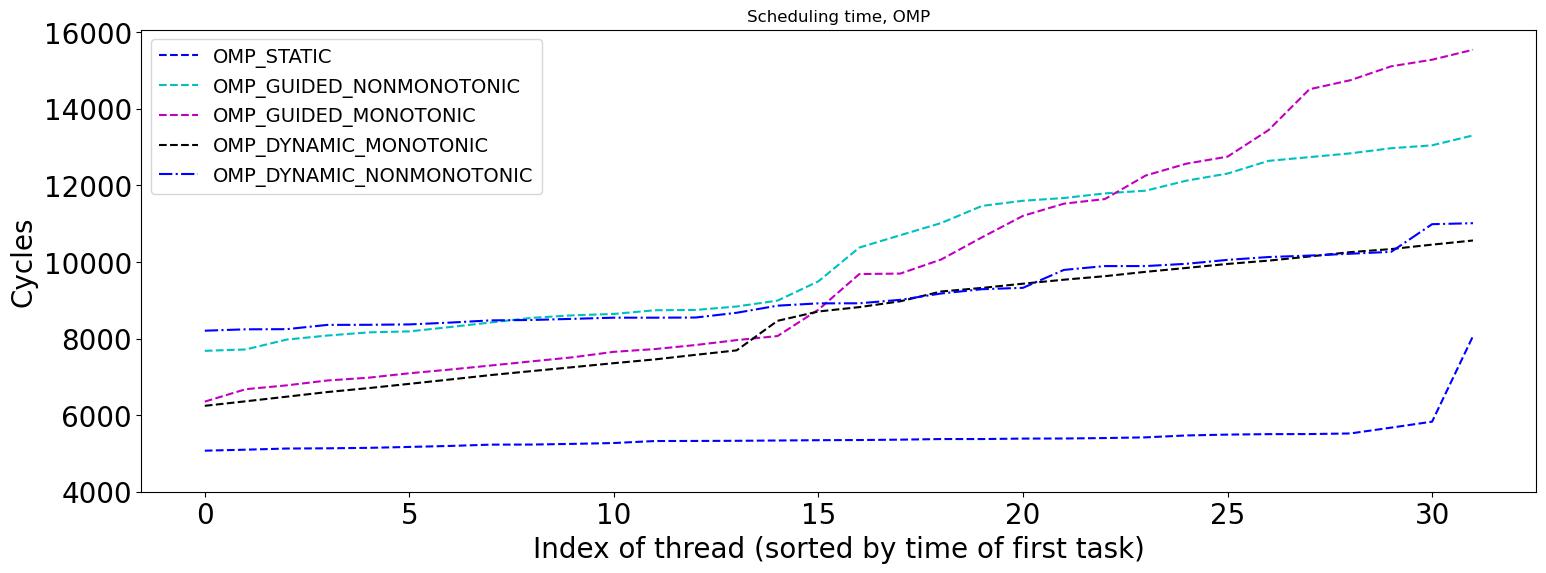 Scheduling time, OMP
16000
14000
12000
10000
8000
6000
4000
Cycles
OMP_STATIC
OMP_GUIDED_NONMONOTONIC
OMP_GUIDED_MONOTONIC
OMP_DYNAMIC_MONOTONIC
OMP_DYNAMIC_NONMONOTONIC
0 5 10 15 20 25 30
Index of thread (sorted by time of first task)